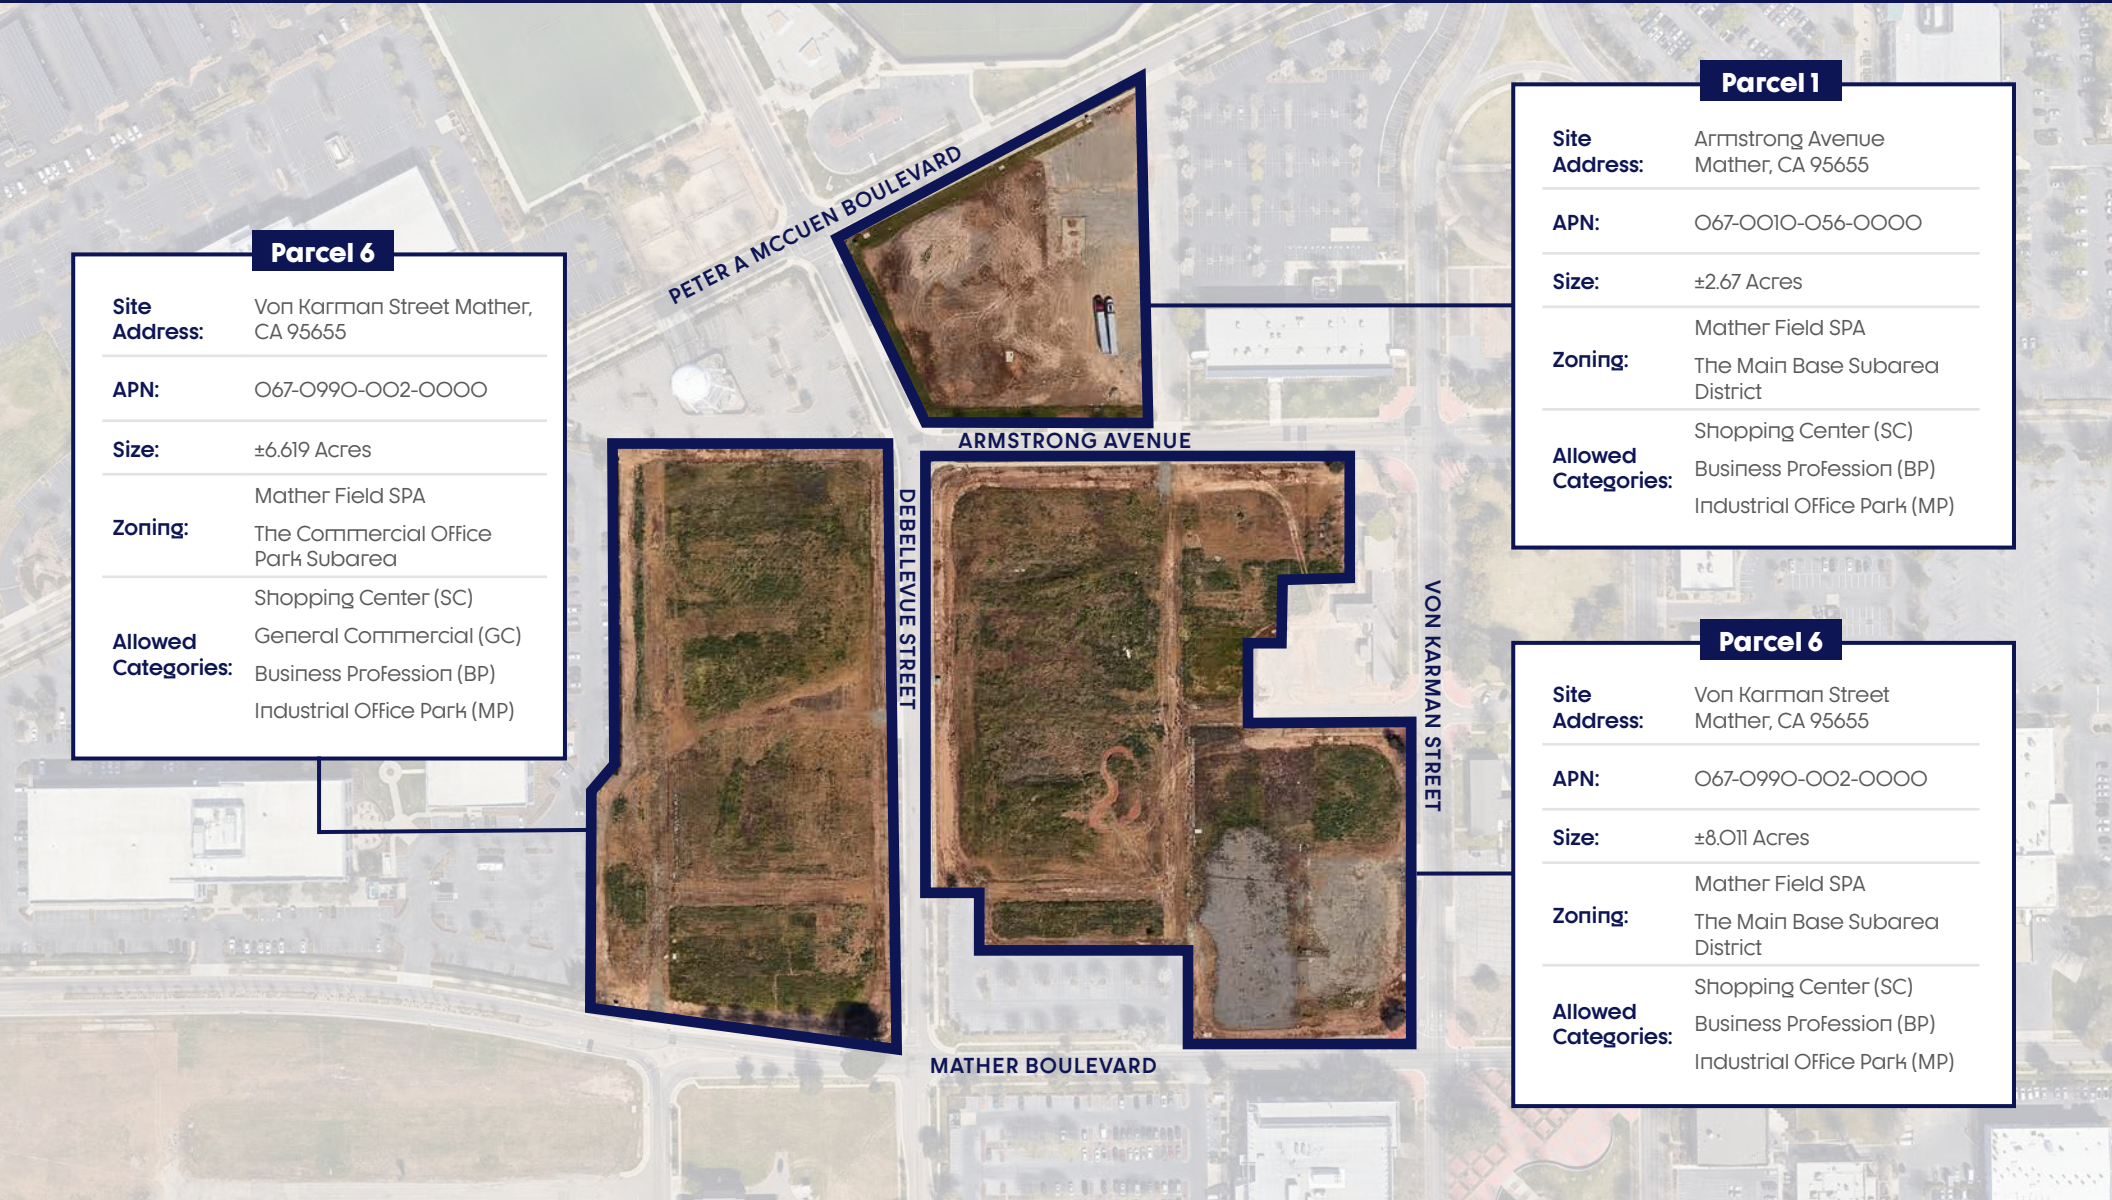 Parcel 1
Site Address:
Armstrong Avenue
Mather, CA 95655
APN:
067-0010-056-0000
Size:
±2.67 Acres
Zoning:
Mather Field SPA
The Main Base Subarea
District
Allowed Categories:
Shopping Center (SC)
Business Profession (BP)
Industrial Office Park (MP)
PETER A MCCUEN BOULEVARD
Parcel 6
Site Address:
Von Karman Street Mather,
CA 95655
APN:
067-0990-002-0000
Size:
±6.619 Acres
Zoning:
Mather Field SPA
The Commercial Office
Park Subarea
Allowed Categories:
Shopping Center (SC)
General Commercial (GC)
Business Profession (BP)
Industrial Office Park (MP)
ARMSTRONG AVENUE
DEBELLEVUE STREET
VON KARMAN STREET
Parcel 6
Site Address:
Von Karman Street
Mather, CA 95655
APN:
067-0990-002-0000
Size:
±8.011 Acres
Zoning:
Mather Field SPA
The Main Base Subarea
District
Allowed Categories:
Shopping Center (SC)
Business Profession (BP)
Industrial Office Park (MP)
MATHER BOULEVARD